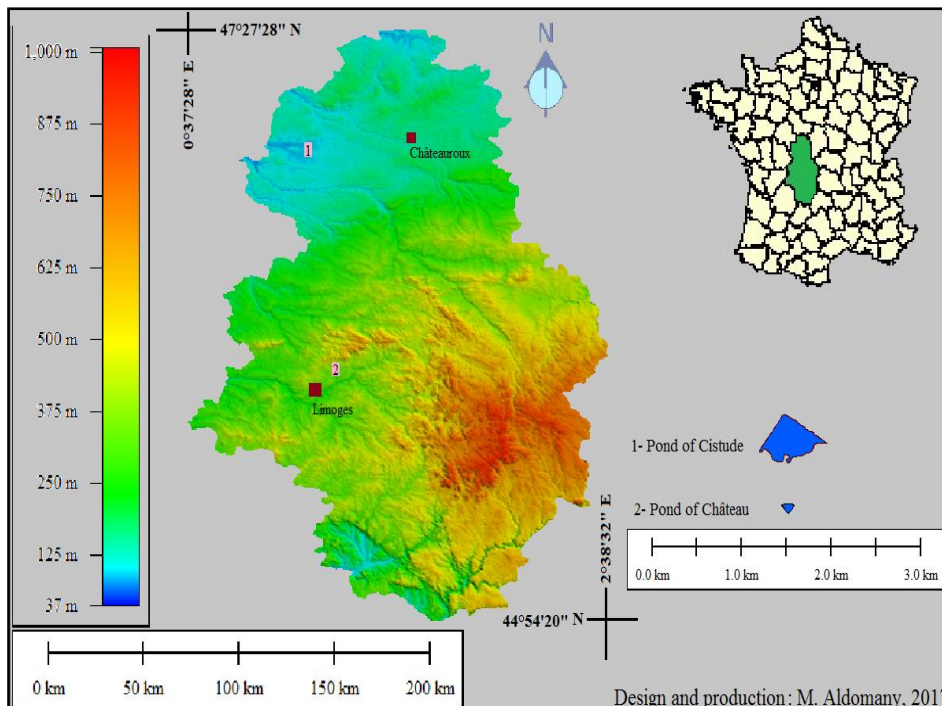 47°27'28" N
0°37'28" E
1,000 m
875 m
750 m
625 m
500 m
375 m
250 m
125 m
37 m
N
1
Châteauroux
2
Limoges
1- Pond of Cistude
2- Pond of Château
0.0 km 1.0 km 2.0 km 3.0 km
2°38'32" E
44°54'20" N
0 km 50 km 100 km 150 km 200 km
Design and production : M. Aldomany, 2017